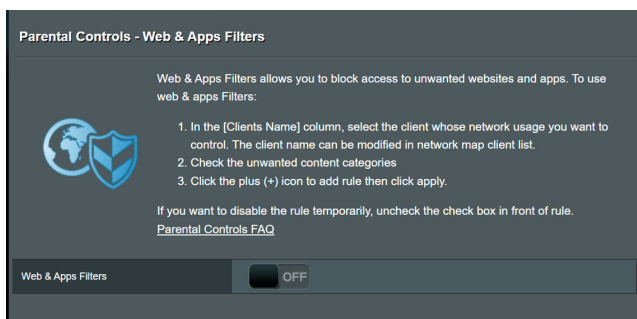 Parental Controls - Web & Apps Filters
Web & Apps Filters allows you to block access to unwanted websites and apps. To use
web & apps Filters:
1. In the [Clients Name] column, select the client whose network usage you want to
control. The client name can be modified in network map client list.
2. Check the unwanted content categories
3. Click the plus (+) icon to add rule then click apply.
If you want to disable the rule temporarily, uncheck the check box in front of rule.
Parental Controls FAQ
Web & Apps Filters
OFF